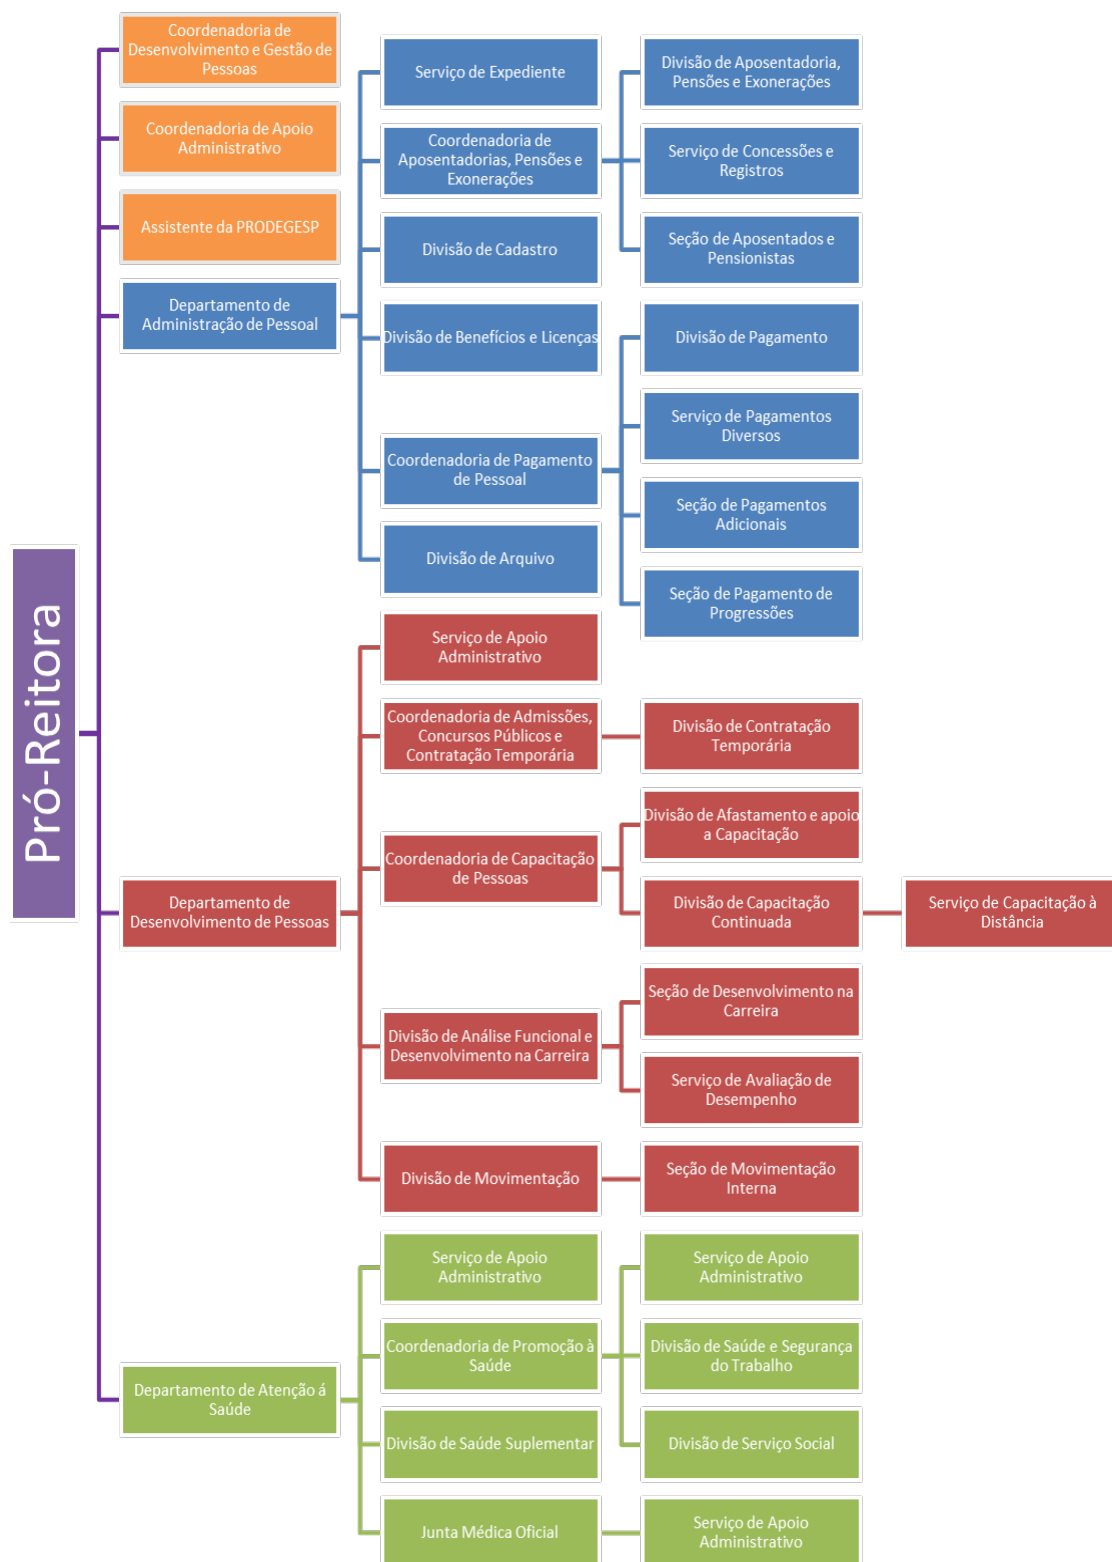 Pró-Reitora
Coordenadoria de
Desenvolvimento e Gestão de
Pessoas
Coordenadoria de Apoio
Administrativo
Assistente da PRODEGESP
Departamento de
Administração de Pessoal
Serviço de Expediente
Coordenadoria de
Aposentadorias, Pensões e
Exonerações
Divisão de Aposentadoria,
Pensões e Exonerações
Serviço de Concessões e
Registros
Seção de Aposentados e
Pensionistas
Divisão de Cadastro
Divisão de Benefícios e Licenças
Coordenadoria de Pagamento
de Pessoal
Divisão de Pagamento
Serviço de Pagamentos
Diversos
Seção de Pagamentos
Adicionais
Seção de Pagamento de
Progressões
Divisão de Arquivo
Departamento de
Desenvolvimento de Pessoas
Serviço de Apoio
Administrativo
Coordenadoria de Admissões,
Concursos Públicos e
Contratação Temporária
Divisão de Contratação
Temporária
Coordenadoria de Capacitação
de Pessoas
Divisão de Afastamento e apoio
a Capacitação
Divisão de Capacitação
Continuada
Serviço de Capacitação à
Distância
Divisão de Análise Funcional e
Desenvolvimento na Carreira
Seção de Desenvolvimento na
Carreira
Serviço de Avaliação de
Desempenho
Divisão de Movimentação
Seção de Movimentação
Interna
Departamento de Atenção á
Saúde
Serviço de Apoio
Administrativo
Coordenadoria de Promoção à
Saúde
Serviço de Apoio
Administrativo
Divisão de Saúde e Segurança
do Trabalho
Divisão de Serviço Social
Divisão de Saúde Suplementar
Junta Médica Oficial
Serviço de Apoio
Administrativo